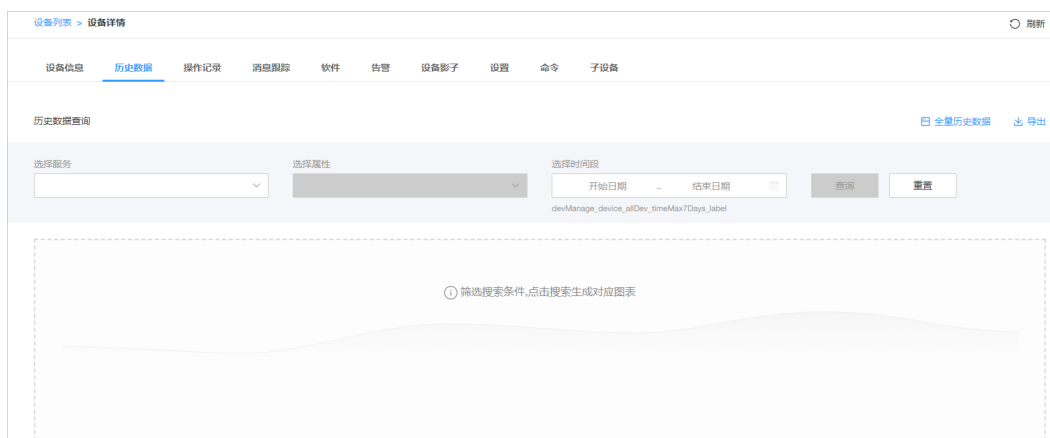 设备列表 > 设备详情 刷新
设备信息 历史数据 操作记录 消息跟踪 软件 告警 设备影子 设置 命令 子设备
历史数据查询 全量历史数据 导出
选择服务 选择属性 选择时间段
开始日期 ~ 结束日期 查询 重置
devManage_device_allDev_timeMax7Days_label
筛选搜索条件,点击搜索生成对应图表